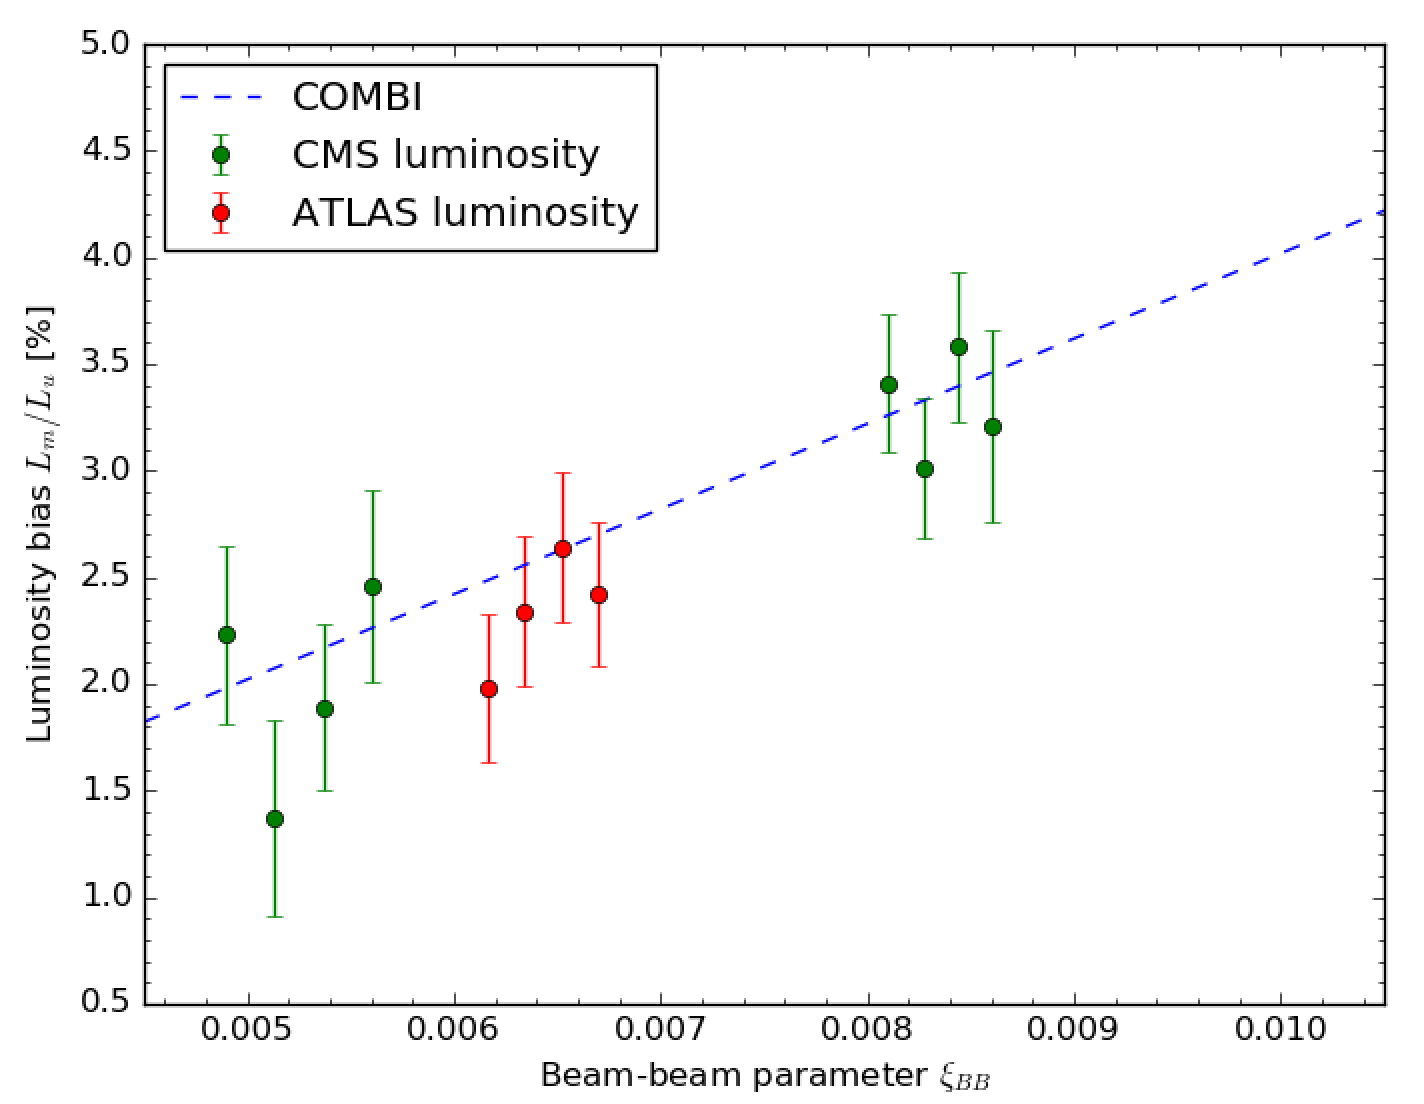 COMBI
CMS luminosity
ATLAS luminosity
5.0
4.5
4.0
3.5
3.0
2.5
2.0
1.5
1.0
0.5
Luminosity bias L_m/L_u [%]
0.005 0.006 0.007 0.008 0.009 0.010
Beam-beam parameter ξ_BB